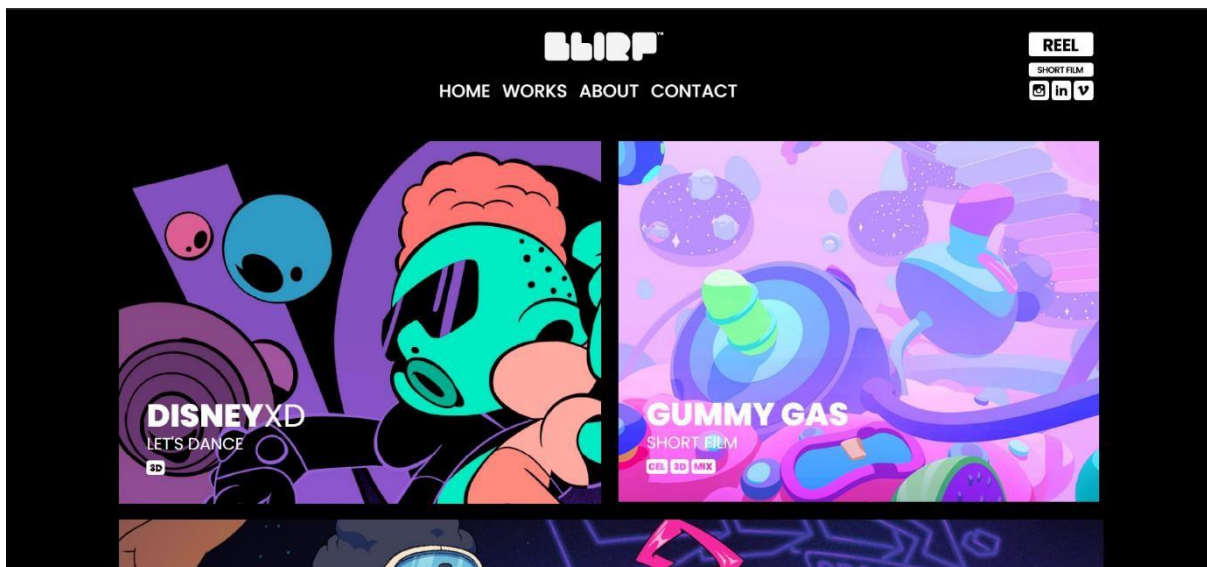 BLIRP™
HOME WORKS ABOUT CONTACT
REEL
SHORT FILM
in
DISNEYXD
LET'S DANCE
3D
GUMMY GAS
SHORT FILM
CEL 3D MIX